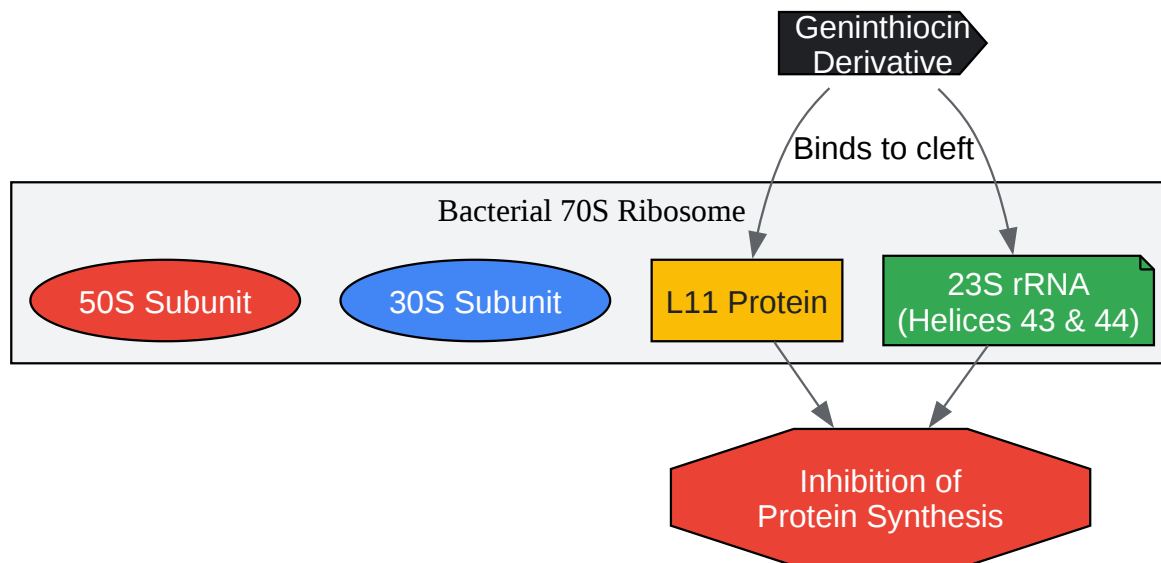 Geninthiocin
Derivative
Binds to cleft
Bacterial 70S Ribosome
50S Subunit
30S Subunit
L11 Protein
23S rRNA
(Helices 43 & 44)
Inhibition of
Protein Synthesis